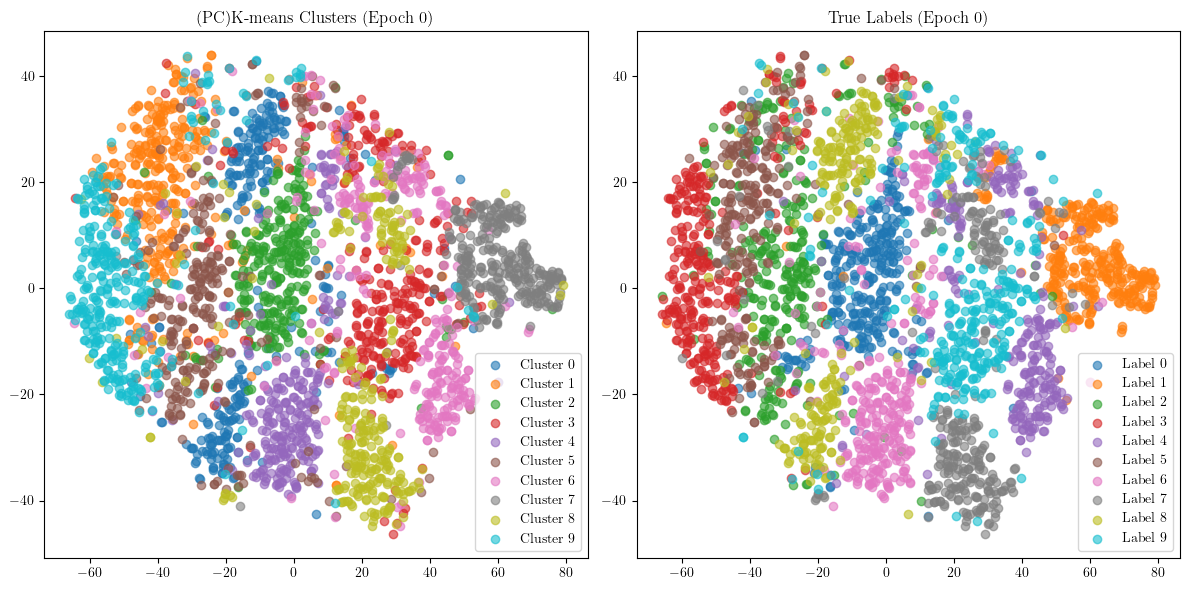 (PC)K-means Clusters (Epoch 0)
40
20
0
−20
−40
−60
−40
−20
0
20
40
60
80
Cluster 0
Cluster 1
Cluster 2
Cluster 3
Cluster 4
Cluster 5
Cluster 6
Cluster 7
Cluster 8
Cluster 9
True Labels (Epoch 0)
40
20
0
−20
−40
−60
−40
−20
0
20
40
60
80
Label 0
Label 1
Label 2
Label 3
Label 4
Label 5
Label 6
Label 7
Label 8
Label 9